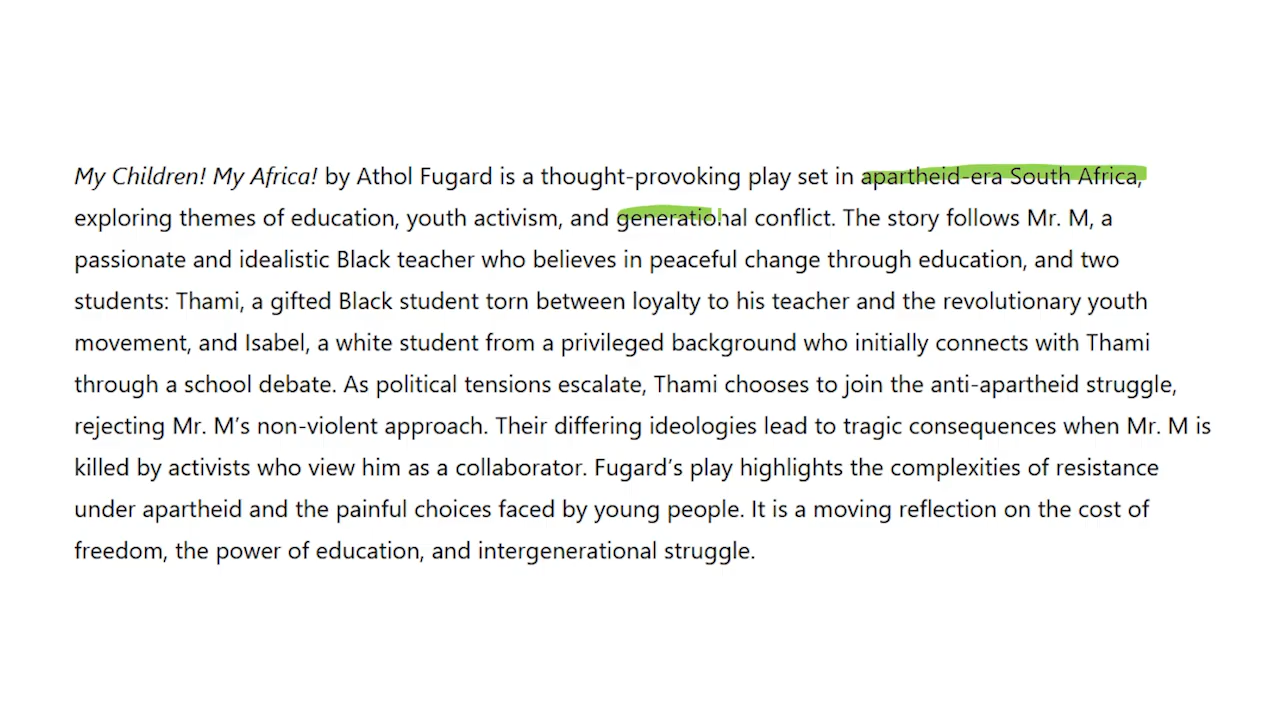 My Children! My Africa! by Athol Fugard is a thought-provoking play set in apartheid-era South Africa,
exploring themes of education, youth activism, and generational conflict. The story follows Mr. M, a
passionate and idealistic Black teacher who believes in peaceful change through education, and two
students: Thami, a gifted Black student torn between loyalty to his teacher and the revolutionary youth
movement, and Isabel, a white student from a privileged background who initially connects with Thami
through a school debate. As political tensions escalate, Thami chooses to join the anti-apartheid struggle,
rejecting Mr. M’s non-violent approach. Their differing ideologies lead to tragic consequences when Mr. M is
killed by activists who view him as a collaborator. Fugard’s play highlights the complexities of resistance
under apartheid and the painful choices faced by young people. It is a moving reflection on the cost of
freedom, the power of education, and intergenerational struggle.